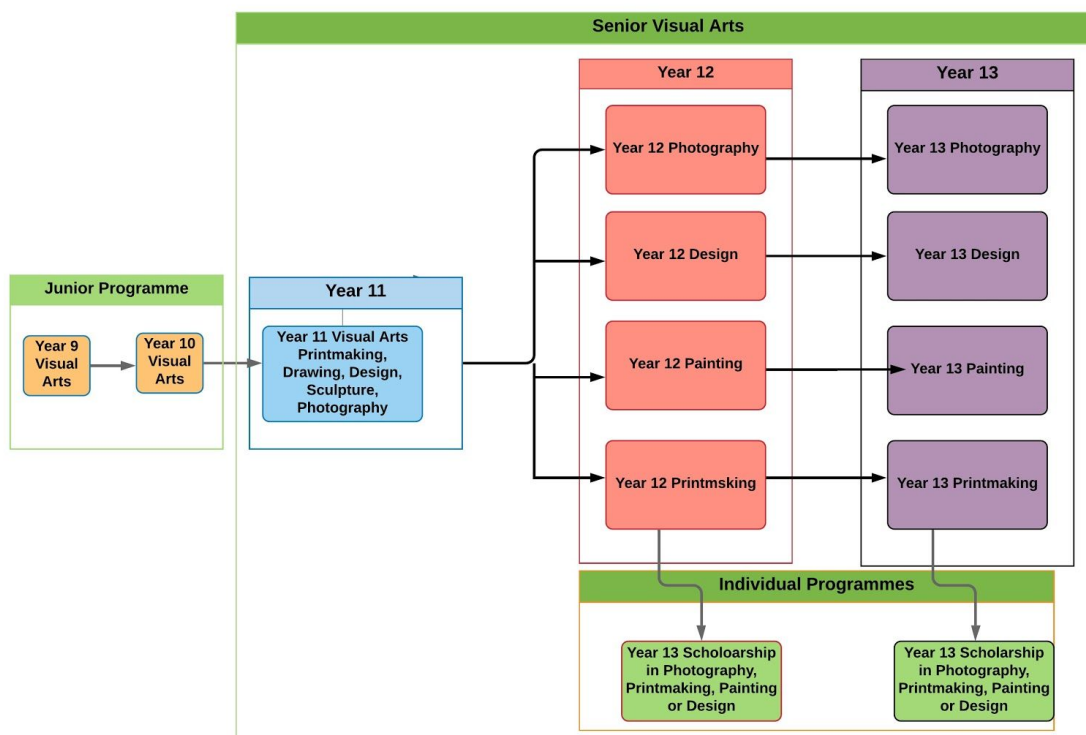 Senior Visual Arts
Year 12
Year 13
Year 12 Photography
Year 13 Photography
Year 12 Design
Year 13 Design
Junior Programme
Year 11
Year 9
Visual
Arts
Year 10
Visual
Arts
Year 11 Visual Arts
Printmaking,
Drawing, Design,
Sculpture,
Photography
Year 12 Painting
Year 13 Painting
Year 12 Printmsking
Year 13 Printmaking
Individual Programmes
Year 13 Scholoarship
in Photography,
Printmaking, Painting
or Design
Year 13 Scholarship
in Photography,
Printmaking, Painting
or Design